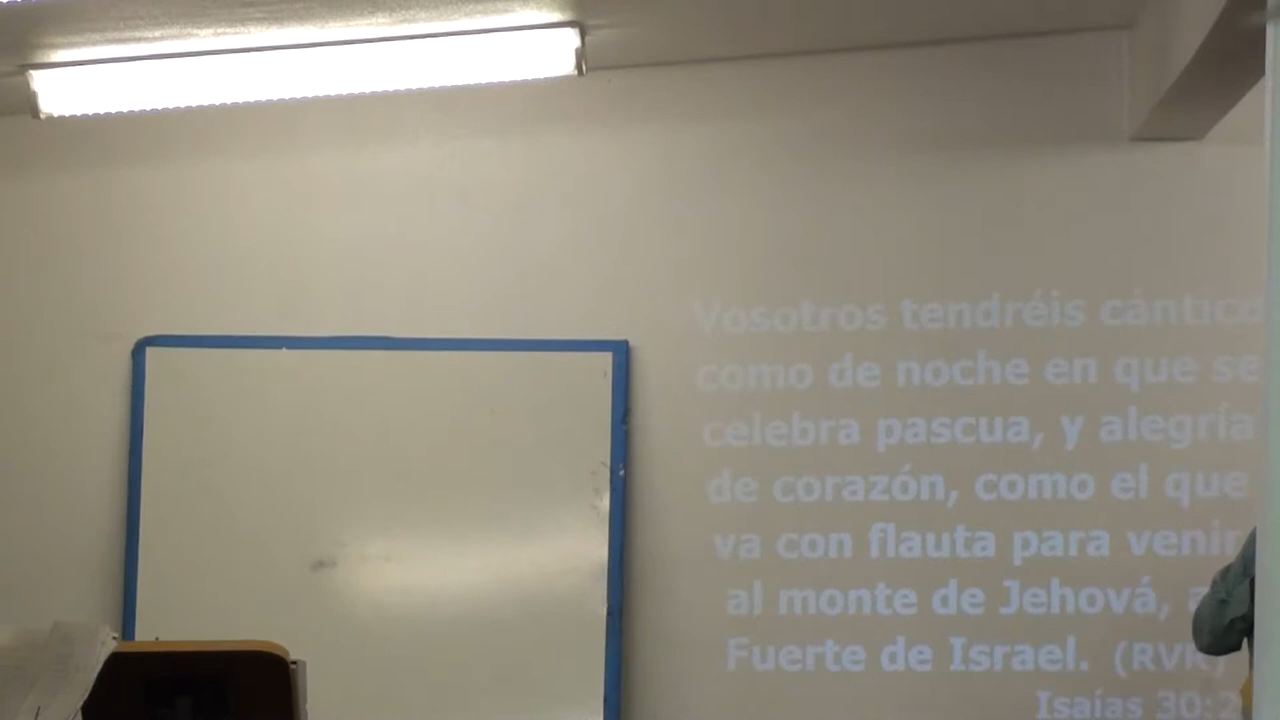 Vosotros tendréis cántico
como de noche en que se
celebra pascua, y alegría
de corazón, como el que
va con flauta para venir
al monte de Jehová, a
Fuerte de Israel. (RVR)
Isaías 30:2